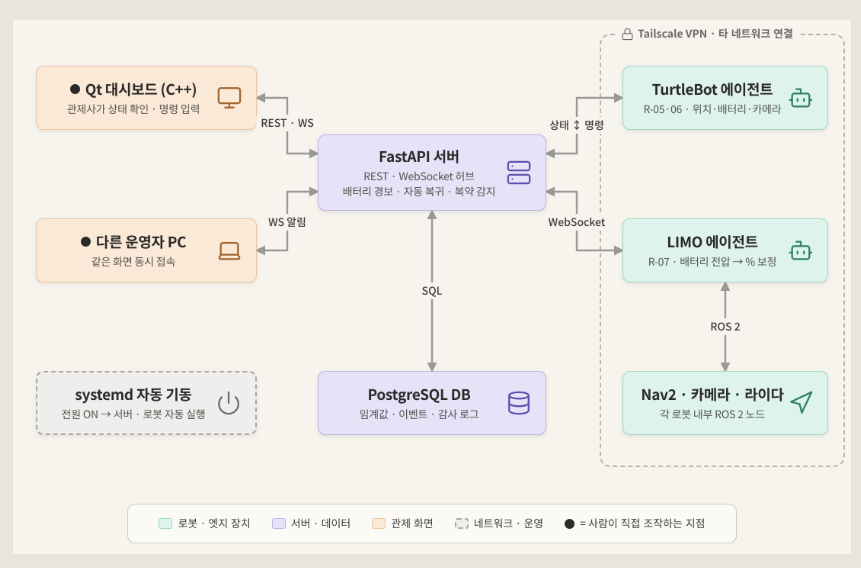 Tailscale VPN · 타 네트워크 연결
● Qt 대시보드 (C++)
관제사가 상태 확인 · 명령 입력
REST · WS
TurtleBot 에이전트
R-05·06 · 위치·배터리·카메라
상태 ↕ 명령
FastAPI 서버
REST · WebSocket 허브
배터리 경보 · 자동 복귀 · 복약 감지
WS 알림
WebSocket
● 다른 운영자 PC
같은 화면 동시 접속
LIMO 에이전트
R-07 · 배터리 전압 → % 보정
SQL
ROS 2
systemd 자동 기동
전원 ON → 서버 · 로봇 자동 실행
PostgreSQL DB
임계값 · 이벤트 · 감사 로그
Nav2 · 카메라 · 라이다
각 로봇 내부 ROS 2 노드
로봇 · 엣지 장치
서버 · 데이터
관제 화면
네트워크 · 운영
● = 사람이 직접 조작하는 지점